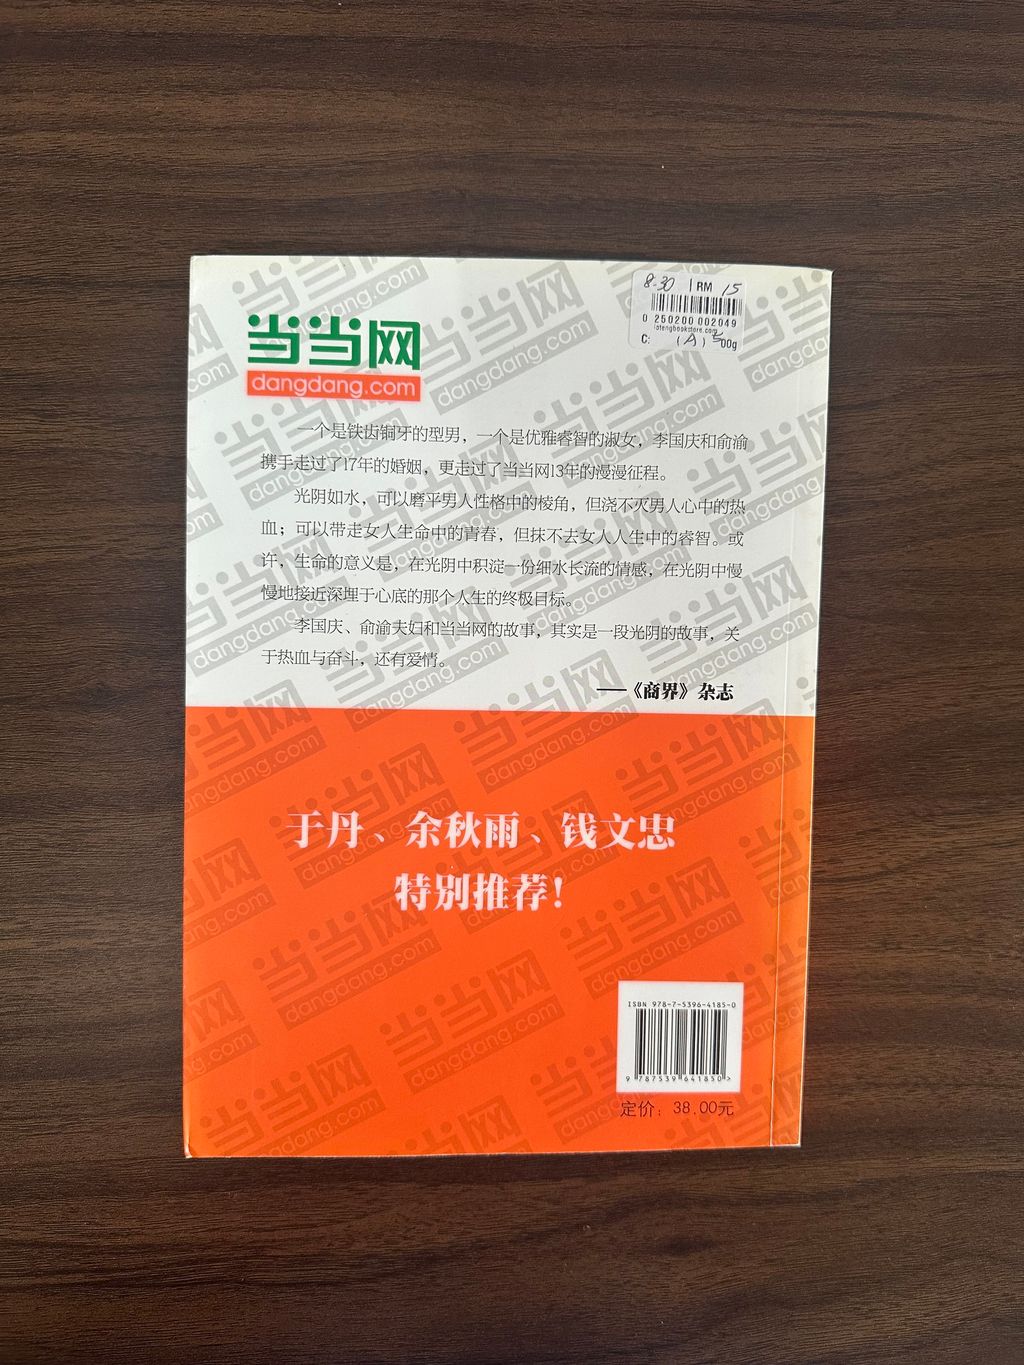 8-30 RM 15
0 250200 002049
latengbookstore.com
C: (A) 300g
当当网
dangdang.com
一个是铁齿铜牙的型男，一个是优雅睿智的淑女，李国庆和俞渝
携手走过了17年的婚姻，更走过了当当网13年的漫漫征程。
光阴如水，可以磨平男人性格中的棱角，但浇不灭男人心中的热
血；可以带走女人生命中的青春，但抹不去女人人生中的睿智。或
许，生命的意义是，在光阴中积淀一份细水长流的情感，在光阴中慢
慢地接近深埋于心底的那个人生的终极目标。
李国庆、俞渝夫妇和当当网的故事，其实是一段光阴的故事，关
于热血与奋斗，还有爱情。
——《商界》杂志
于丹、余秋雨、钱文忠
特别推荐！
ISBN 978-7-5396-4185-0
9 787539 641850 >
定价：38.00元